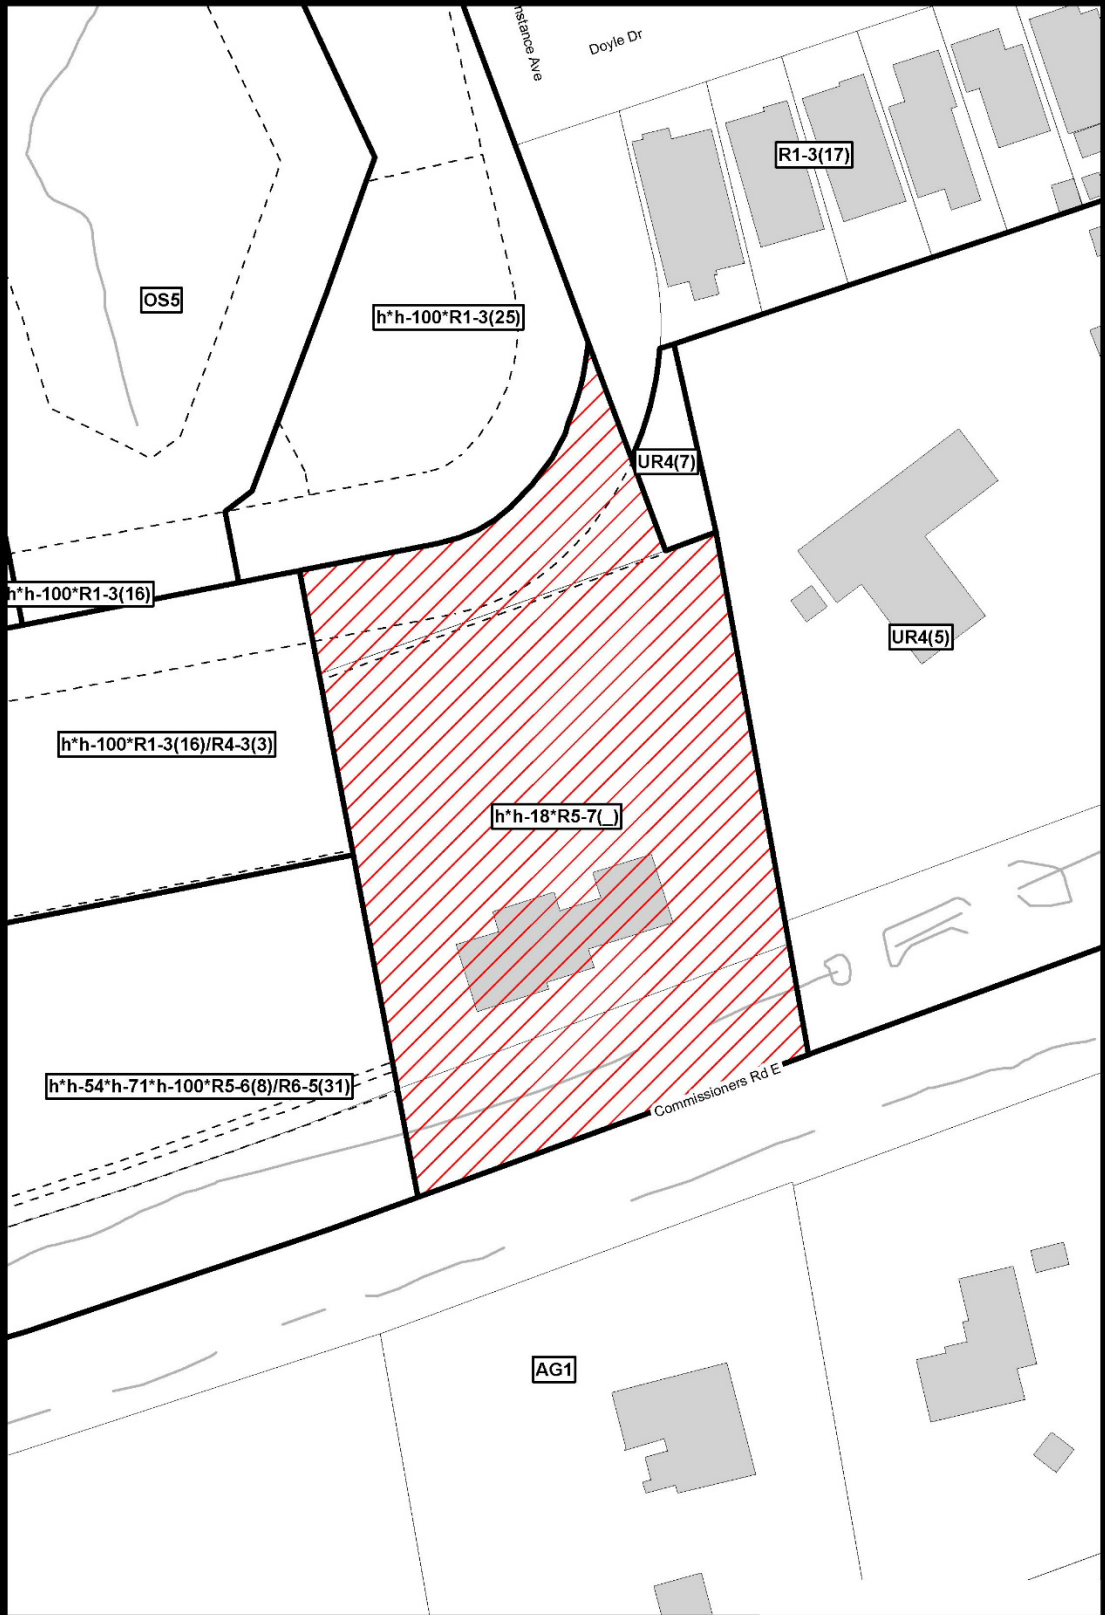 nstance Ave
Doyle Dr
R1-3(17)
OS5
h*h-100*R1-3(25)
UR4(7)
h*h-100*R1-3(16)
UR4(5)
h*h-100*R1-3(16)/R4-3(3)
h*h-18*R5-7(_)
h*h-54*h-71*h-100*R5-6(8)/R6-5(31)
Commissioners Rd E
AG1